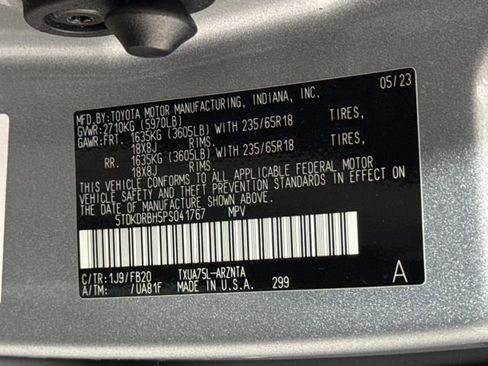 MFD.BY:TOYOTA MOTOR MANUFACTURING, INDIANA, INC. 05/23
GVWR:2710KG (5970LB)
GAWR:FRT. 1635KG (3605LB) WITH 235/65R18 TIRES,
18X8J RIMS.
RR. 1635KG (3605LB) WITH 235/65R18 TIRES,
18X8J RIMS.
THIS VEHICLE CONFORMS TO ALL APPLICABLE FEDERAL MOTOR
VEHICLE SAFETY AND THEFT PREVENTION STANDARDS IN EFFECT ON
THE DATE OF MANUFACTURE SHOWN ABOVE.
5TDKDRBH5PS041767 MPV
C/TR:1J9/FB20 TXUA75L-ARZNTA
A/TM: /UA81F MADE IN U.S.A. 299 A